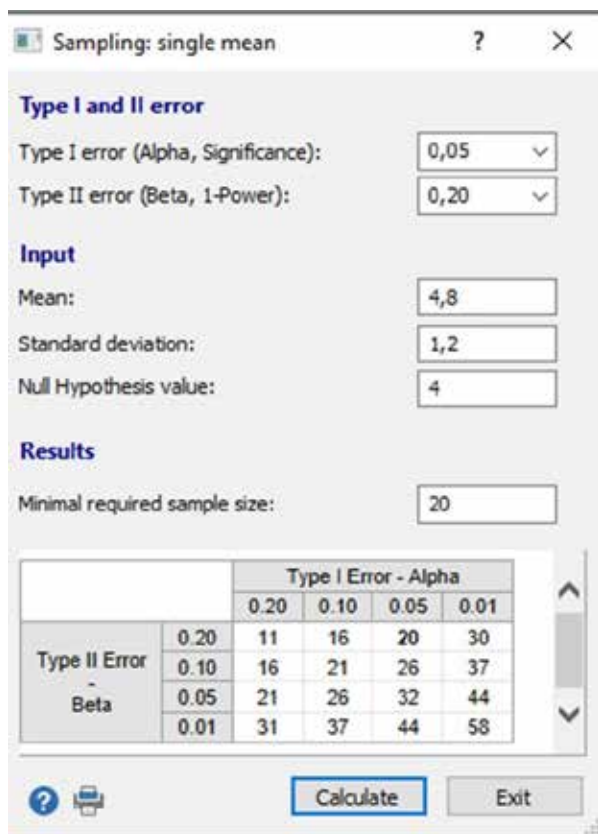 Sampling: single mean ? ×
Type I and II error
Type I error (Alpha, Significance): 0,05
Type II error (Beta, 1-Power): 0,20
Input
Mean: 4,8
Standard deviation: 1,2
Null Hypothesis value: 4
Results
Minimal required sample size: 20
Type I Error - Alpha
0.20 0.10 0.05 0.01
Type II Error - Beta
0.20 11 16 20 30
0.10 16 21 26 37
0.05 21 26 32 44
0.01 31 37 44 58
? Calculate Exit